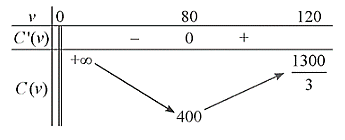 v 0 80 120
C'(v) − 0 +
C(v) +∞ 400 1300/3